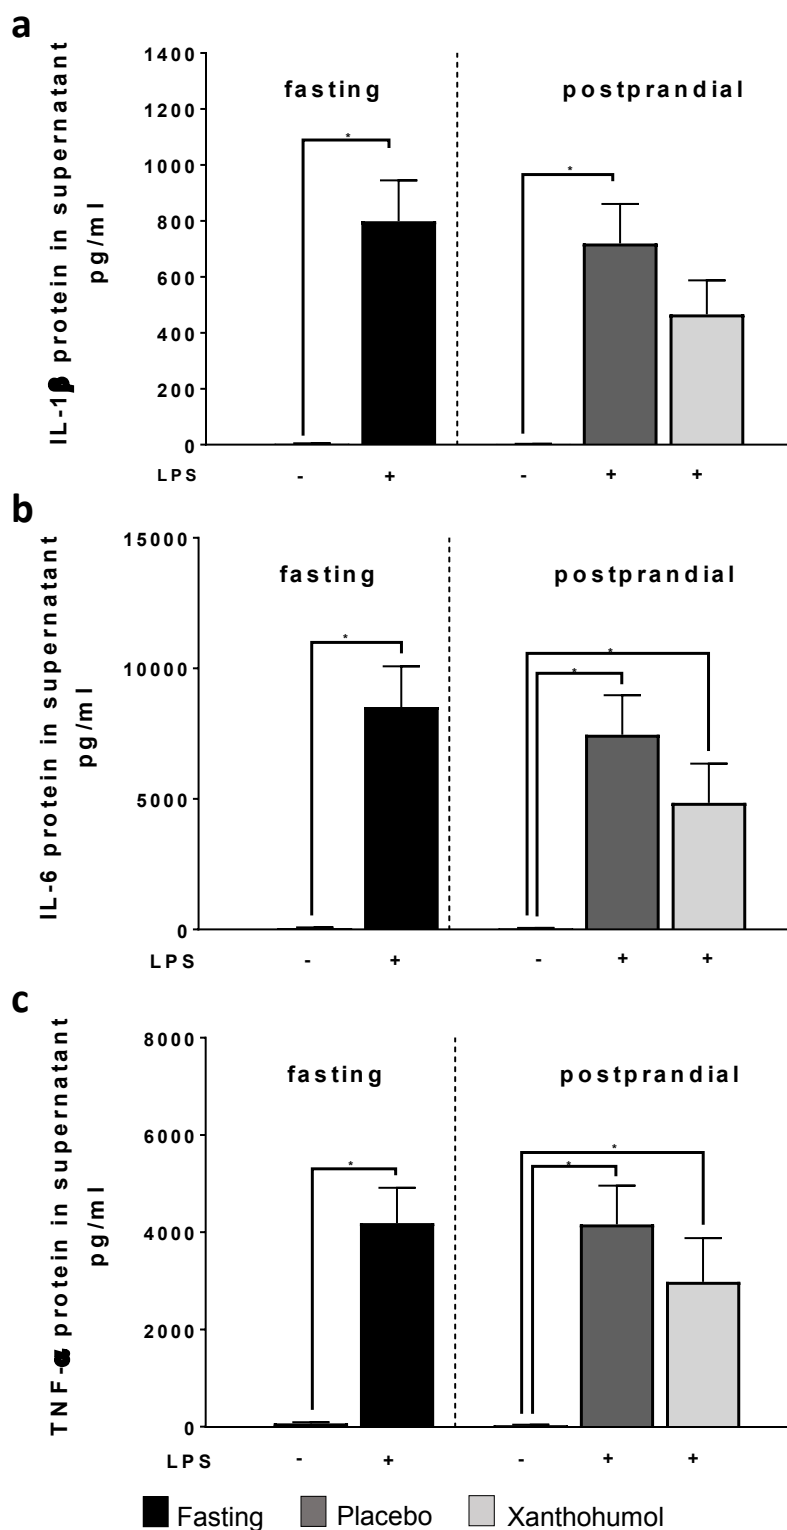 a
IL-1β protein in supernatant
pg/ml
1400
1200
1000
800
600
400
200
0
fasting
postprandial
*
*
LPS - + - + +
b
IL-6 protein in supernatant
pg/ml
15000
10000
5000
0
fasting
postprandial
*
*
*
LPS - + - + +
c
TNF-α protein in supernatant
pg/ml
8000
6000
4000
2000
0
fasting
postprandial
*
*
*
LPS - + - + +
Fasting Placebo Xanthohumol